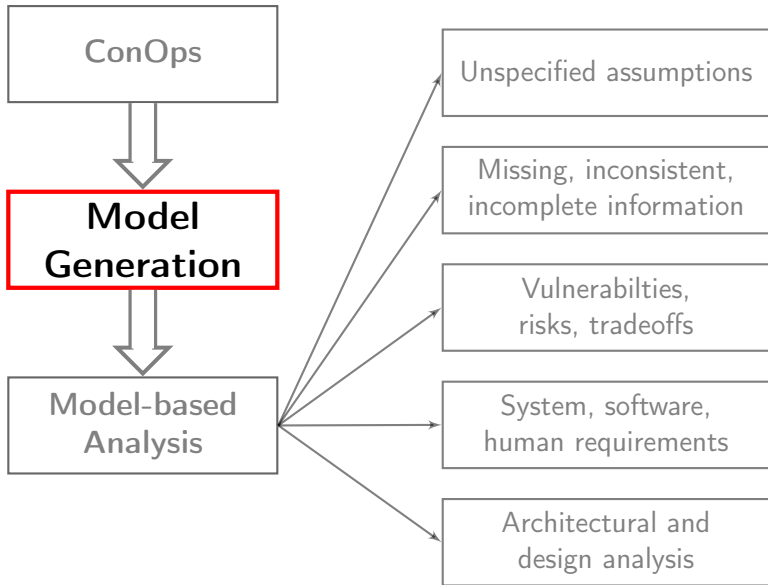 ConOps
Model
Generation
Model-based
Analysis
Unspecified assumptions
Missing, inconsistent,
incomplete information
Vulnerabilties,
risks, tradeoffs
System, software,
human requirements
Architectural and
design analysis